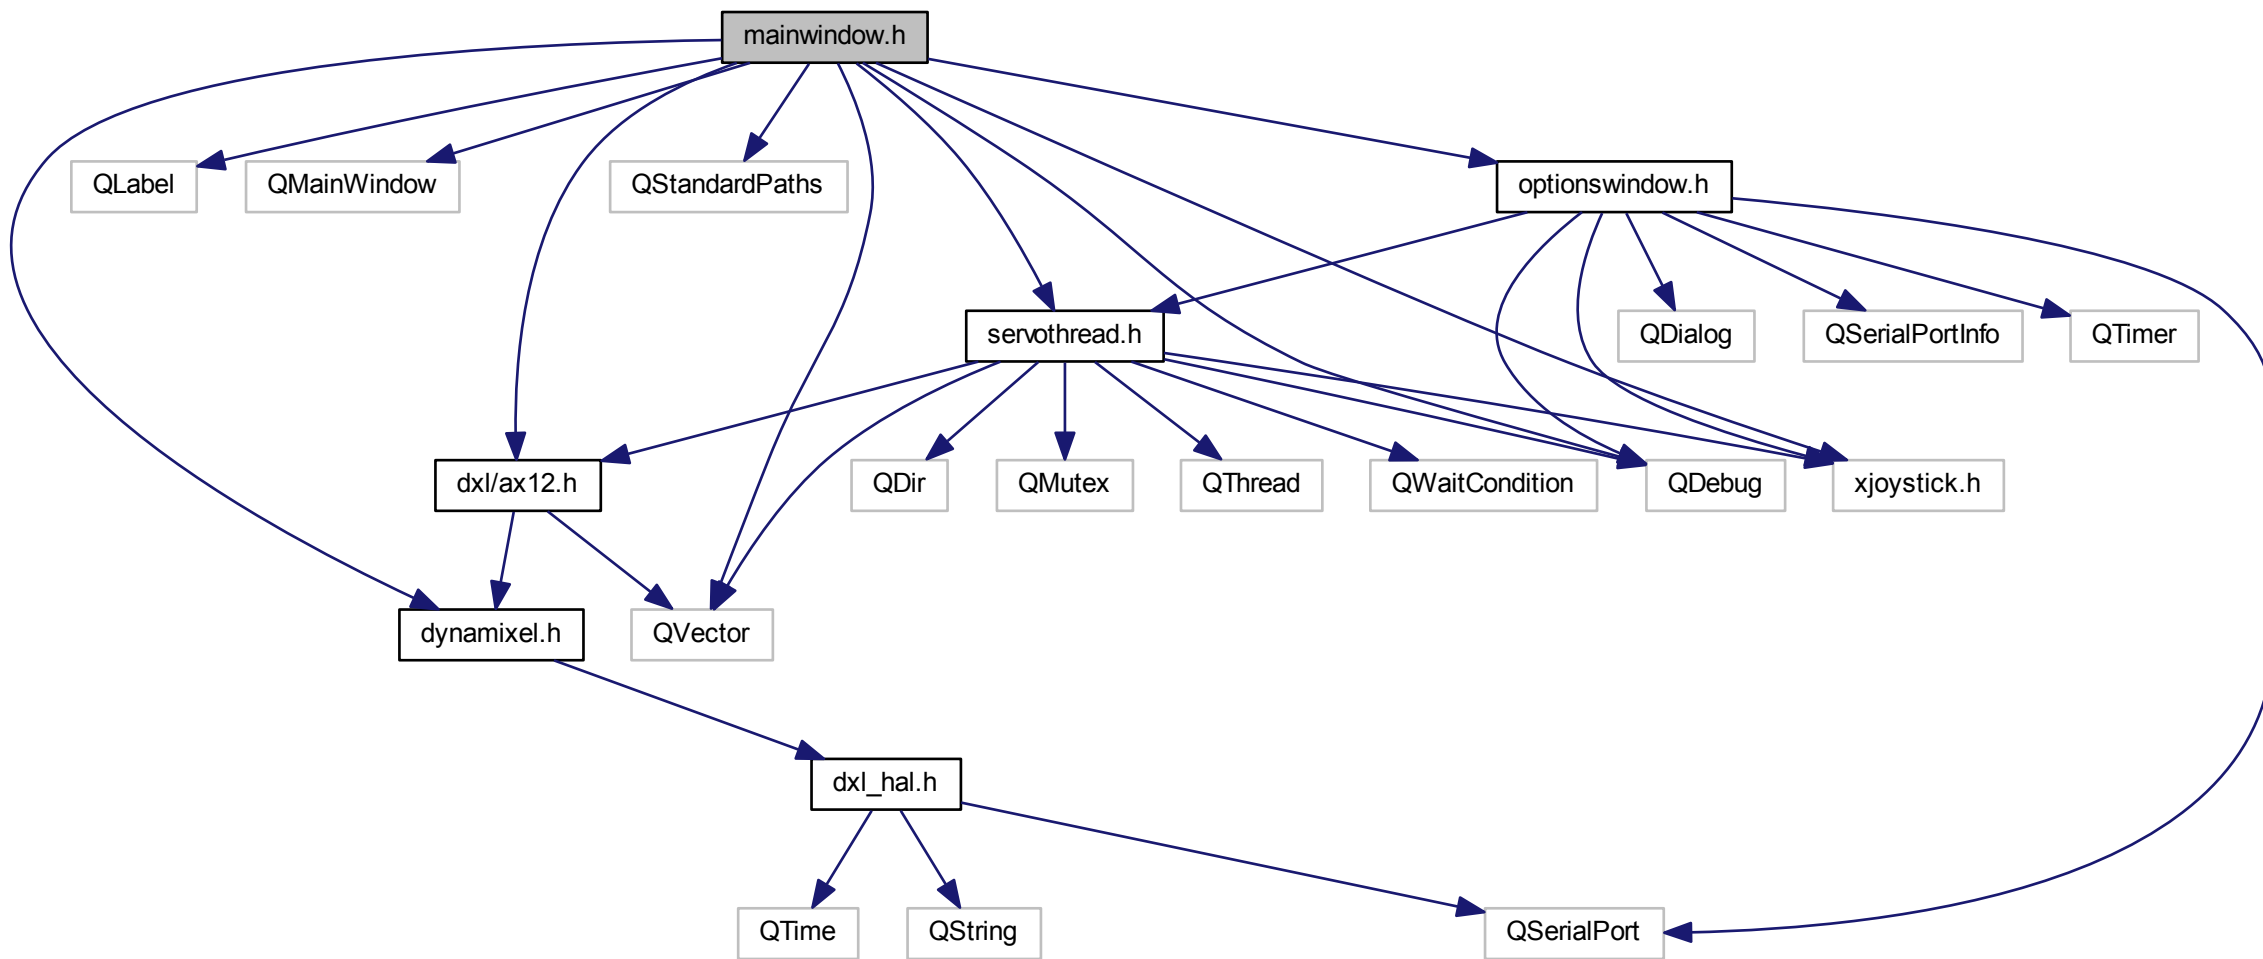 mainwindow.h
QLabel
QMainWindow
QStandardPaths
optionswindow.h
servothread.h
QDialog
QSerialPortInfo
QTimer
dxl/ax12.h
QDir
QMutex
QThread
QWaitCondition
QDebug
xjoystick.h
dynamixel.h
QVector
dxl_hal.h
QTime
QString
QSerialPort